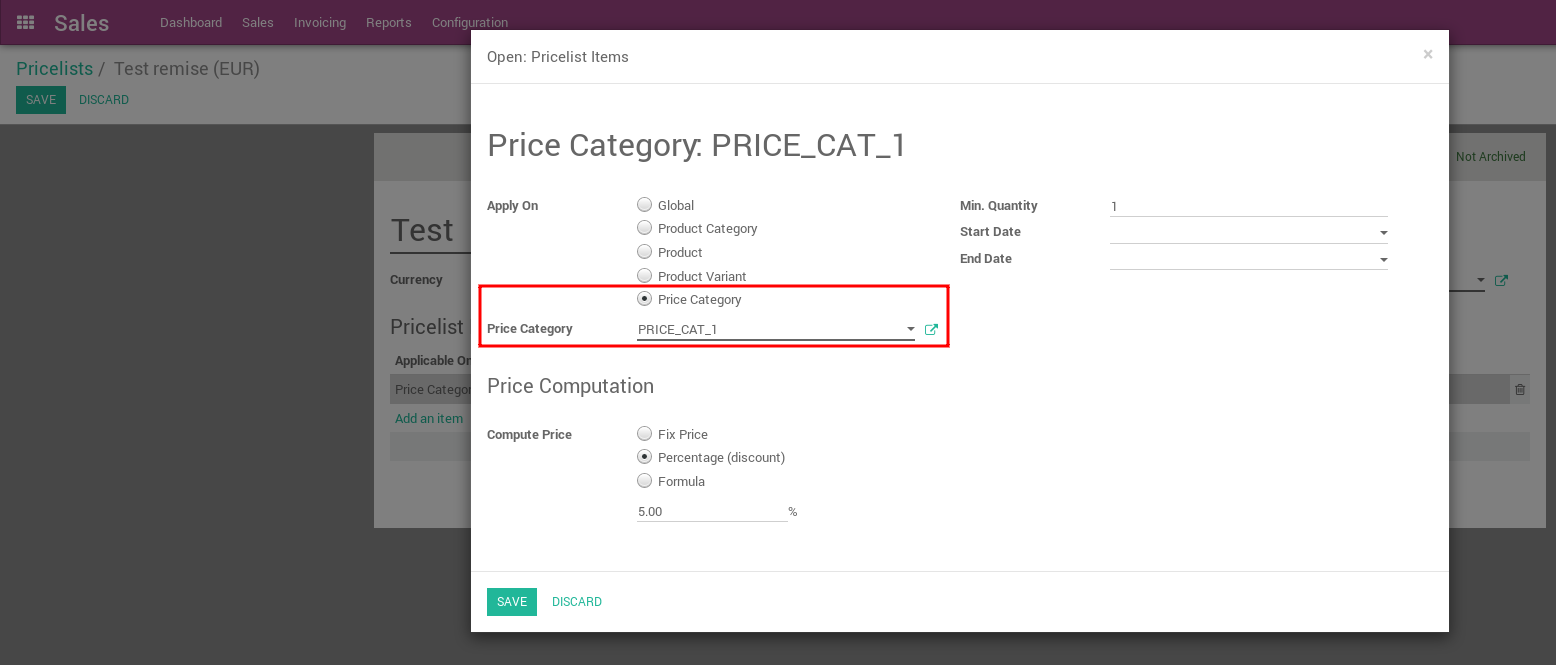 Sales Dashboard Sales Invoicing Reports Configuration
Pricelists / Test remise (EUR)
SAVE DISCARD
Not Archived
Test
Currency
Pricelist
Applicable On
Price Categor
Add an item
Open: Pricelist Items ×
Price Category: PRICE_CAT_1
Apply On Global
Product Category
Product
Product Variant
Price Category
Price Category PRICE_CAT_1
Min. Quantity 1
Start Date
End Date
Price Computation
Compute Price Fix Price
Percentage (discount)
Formula
5.00 %
SAVE DISCARD